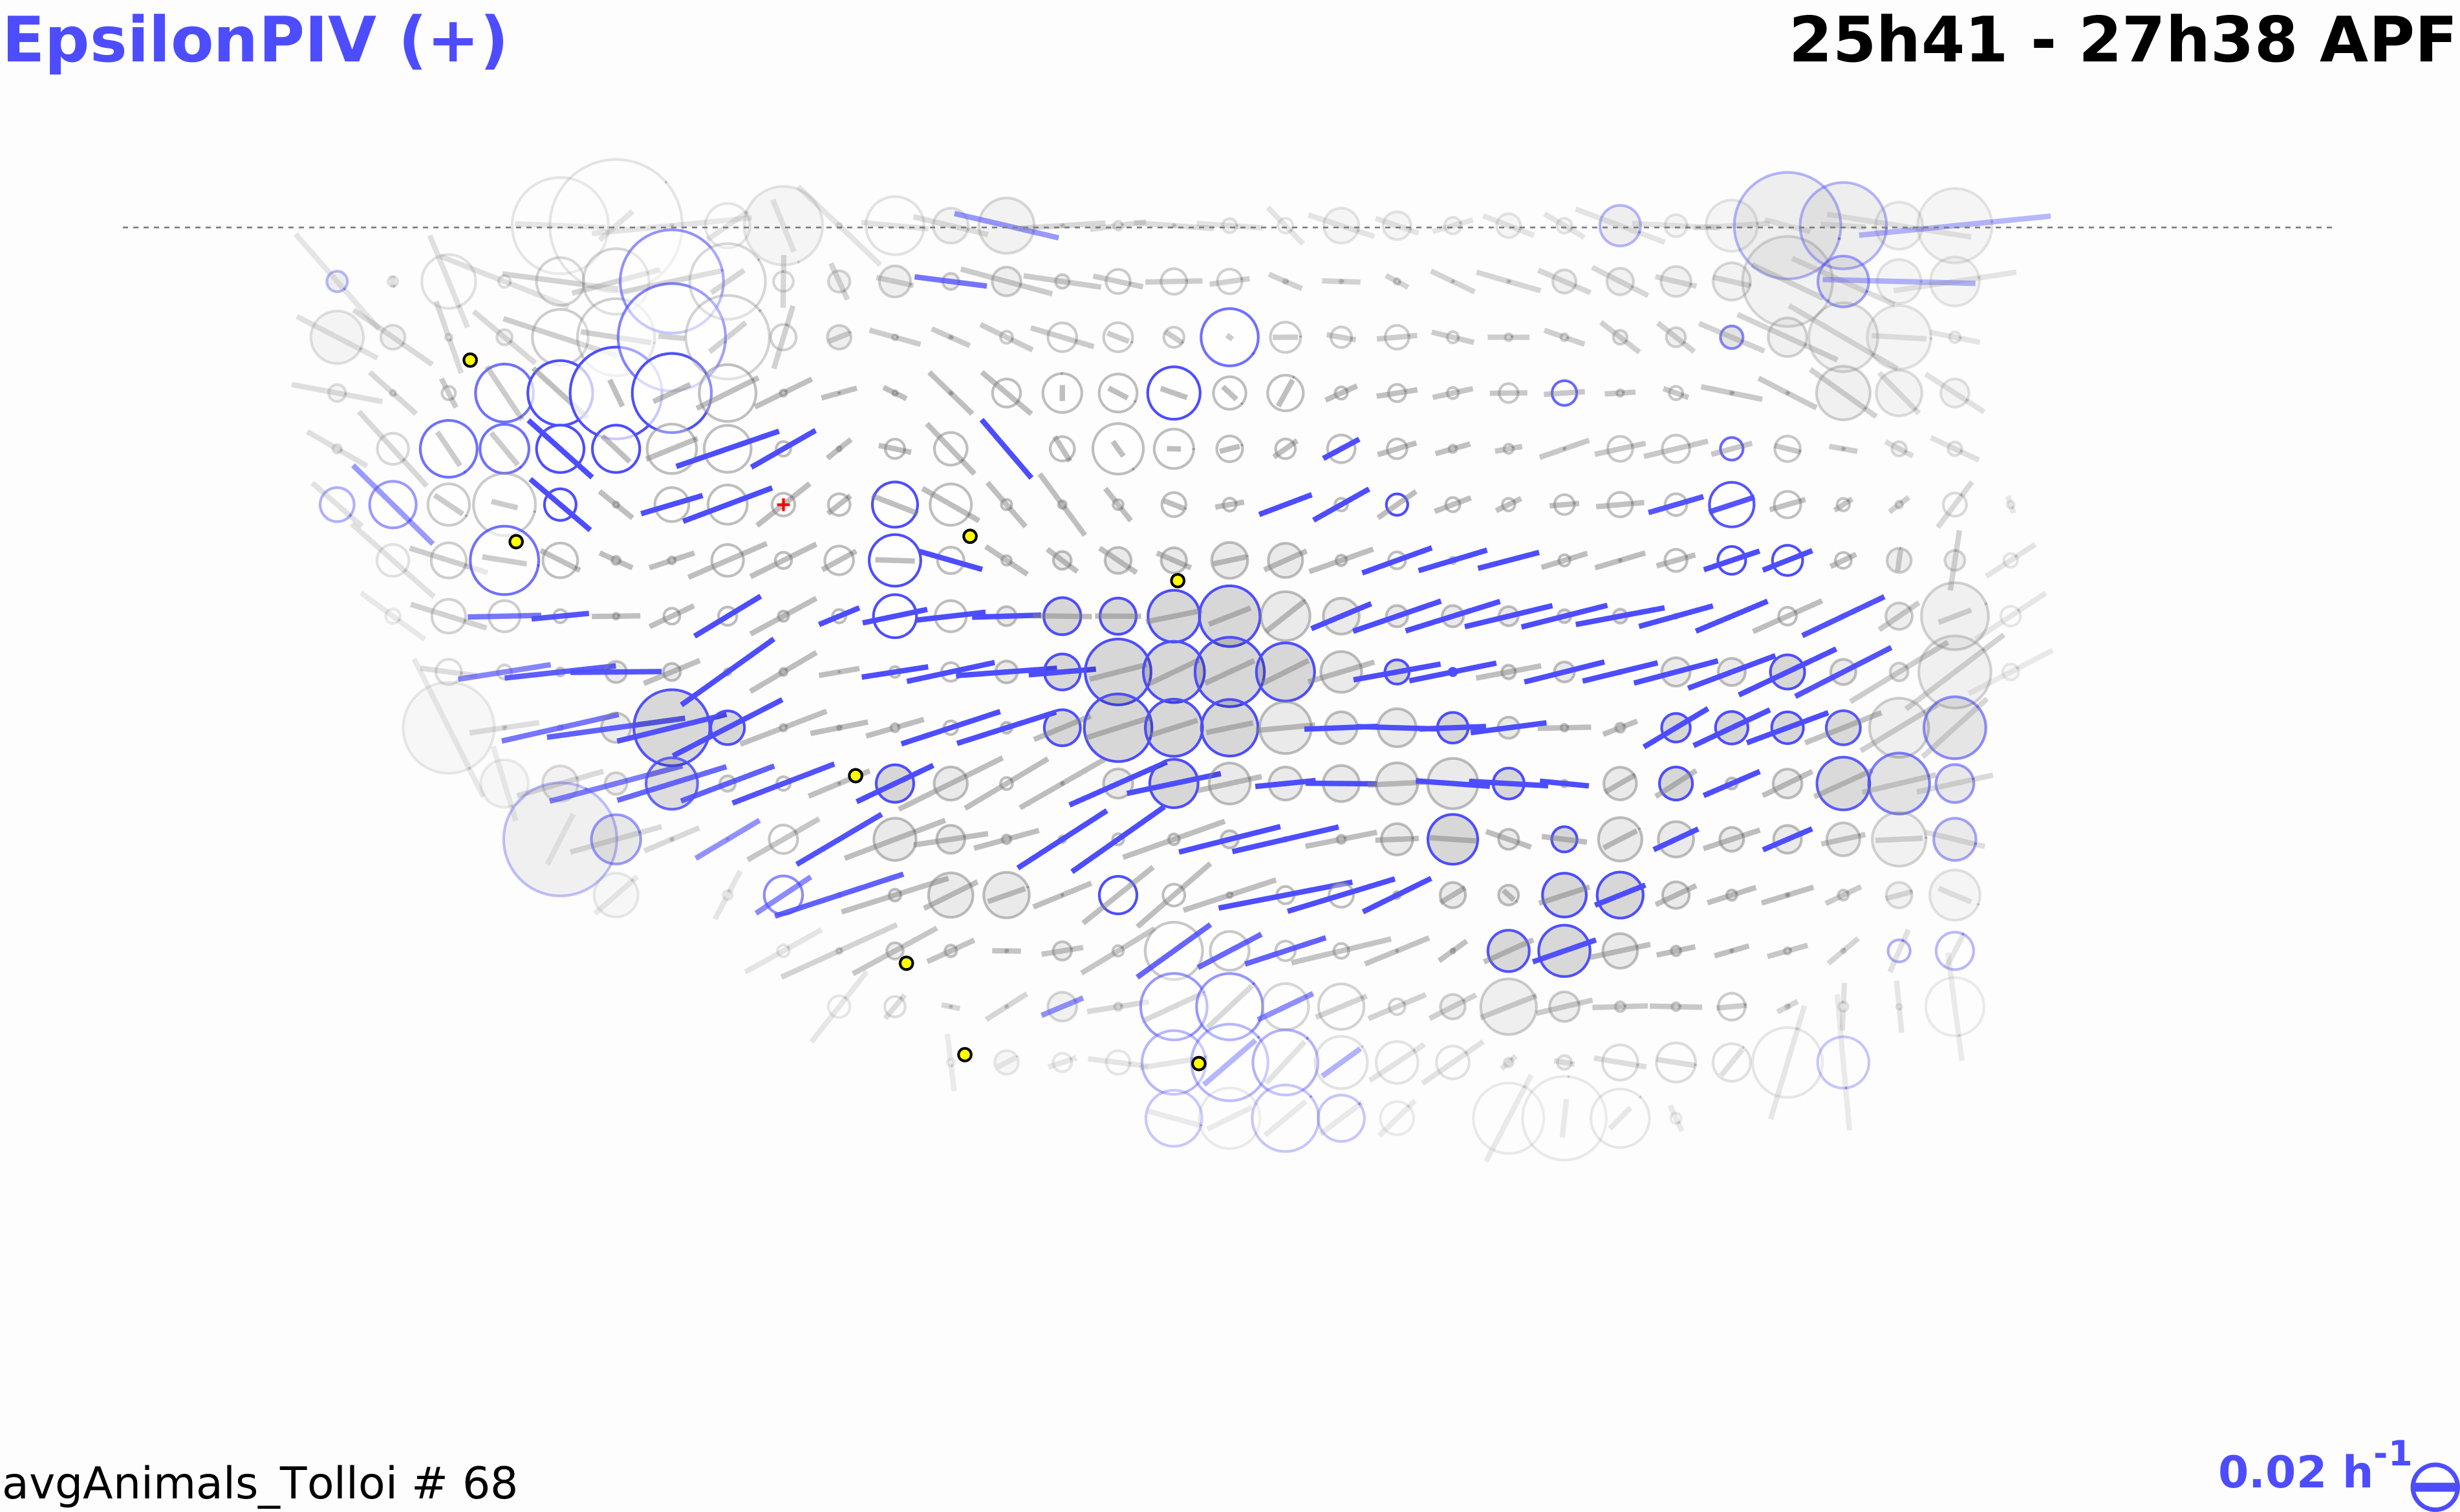 EpsilonPIV (+)
25h41 - 27h38 APF
avgAnimals_Tolloi # 68
0.02 h-1